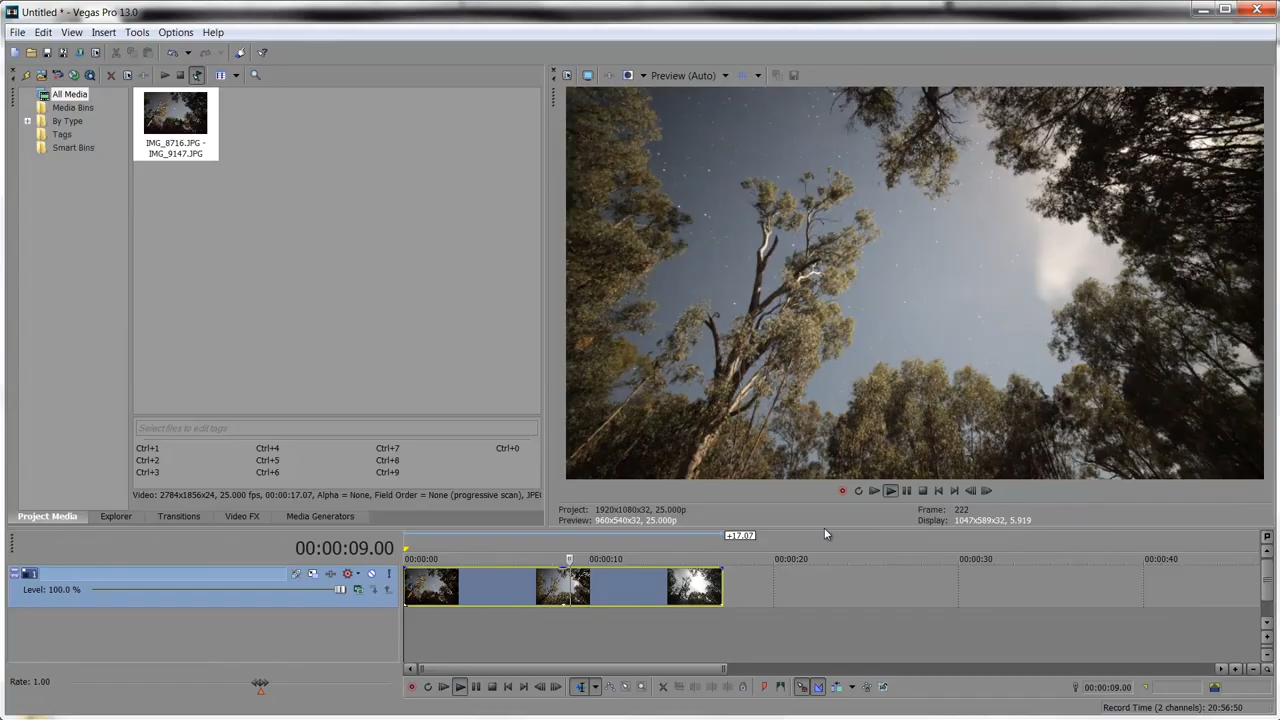 Untitled * - Vegas Pro 13.0
File Edit View Insert Tools Options Help
Preview (Auto)
All Media
Media Bins
By Type
Tags
Smart Bins
IMG_8716.JPG -
IMG_9147.JPG
Select files to edit tags
Ctrl+1 Ctrl+4 Ctrl+7 Ctrl+0
Ctrl+2 Ctrl+5 Ctrl+8
Ctrl+3 Ctrl+6 Ctrl+9
Video: 2784x1856x24, 25.000 fps, 00:00:17.07, Alpha = None, Field Order = None (progressive scan), JPE
Project Media Explorer Transitions Video FX Media Generators
Project: 1920x1080x32, 25.000p
Preview: 960x540x32, 25.000p
Frame: 222
Display: 1047x589x32, 5.919
00:00:09.00
+17.07
00:00:00 00:00:10 00:00:20 00:00:30 00:00:40
1
Level: 100.0 %
Rate: 1.00
00:00:09.00
Record Time (2 channels): 20:56:50